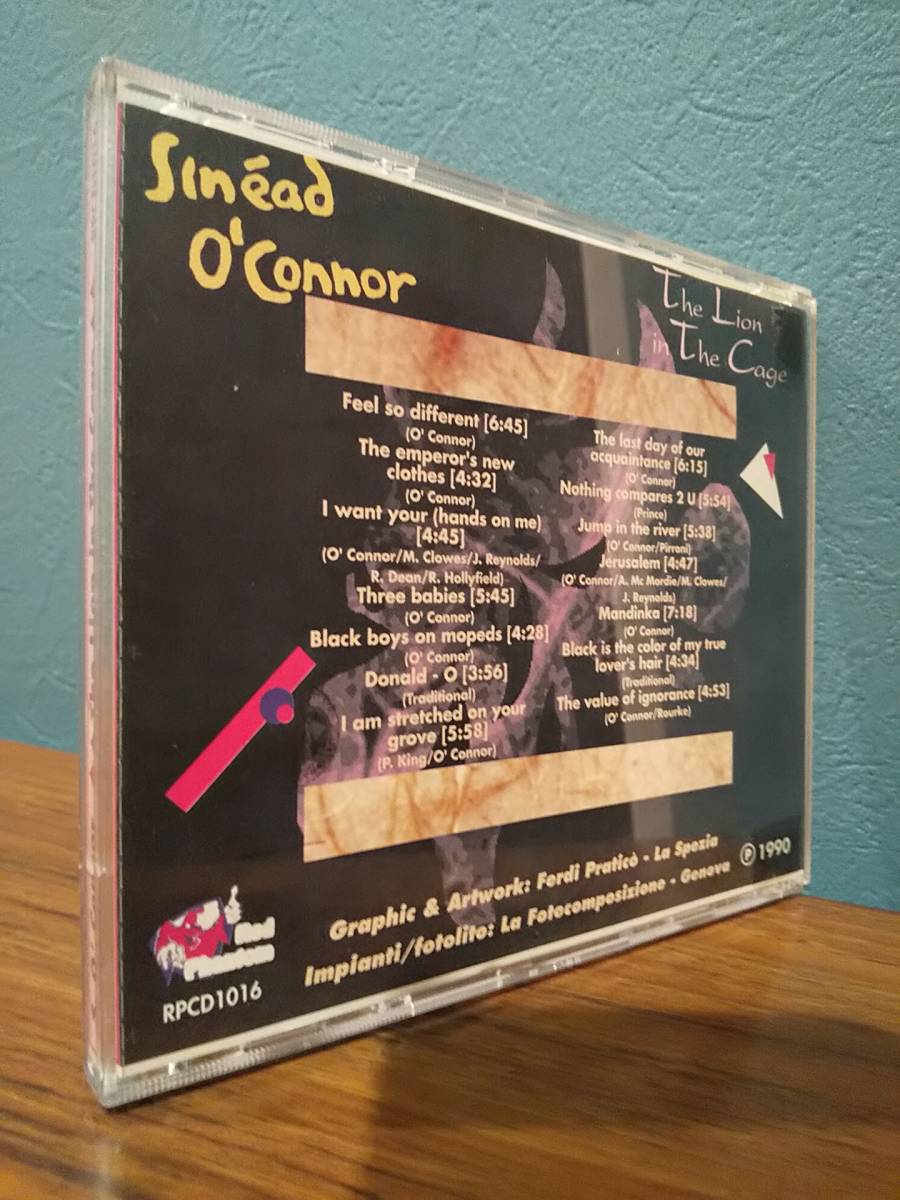 Sinéad
O'Connor
The Lion
in The Cage
Feel so different [6:45]
(O' Connor)
The emperor's new
clothes [4:32]
(O' Connor)
I want your (hands on me)
[4:45]
(O' Connor/M. Clowes/J. Reynolds/
R. Dean/R. Hollyfield)
Three babies [5:45]
(O' Connor)
Black boys on mopeds [4:28]
(O' Connor)
Donald - O [3:56]
(Traditional)
I am stretched on your
grove [5:58]
(P. King/O' Connor)
The last day of our
acquaintance [6:15]
(O' Connor)
Nothing compares 2 U [5:54]
(Prince)
Jump in the river [5:38]
(O' Connor/Pirroni)
Jerusalem [4:47]
(O' Connor/A. Mc Mordie/M. Clowes/
J. Reynolds)
Mandinka [7:18]
(O' Connor)
Black is the color of my true
lover's hair [4:34]
(Traditional)
The value of ignorance [4:53]
(O' Connor/Rourke)
Graphic & Artwork: Ferdi Praticò - La Spezia
Impianti/fotolito: La Fotocomposizione - Genova
℗ 1990
Red
Phantom
RPCD1016